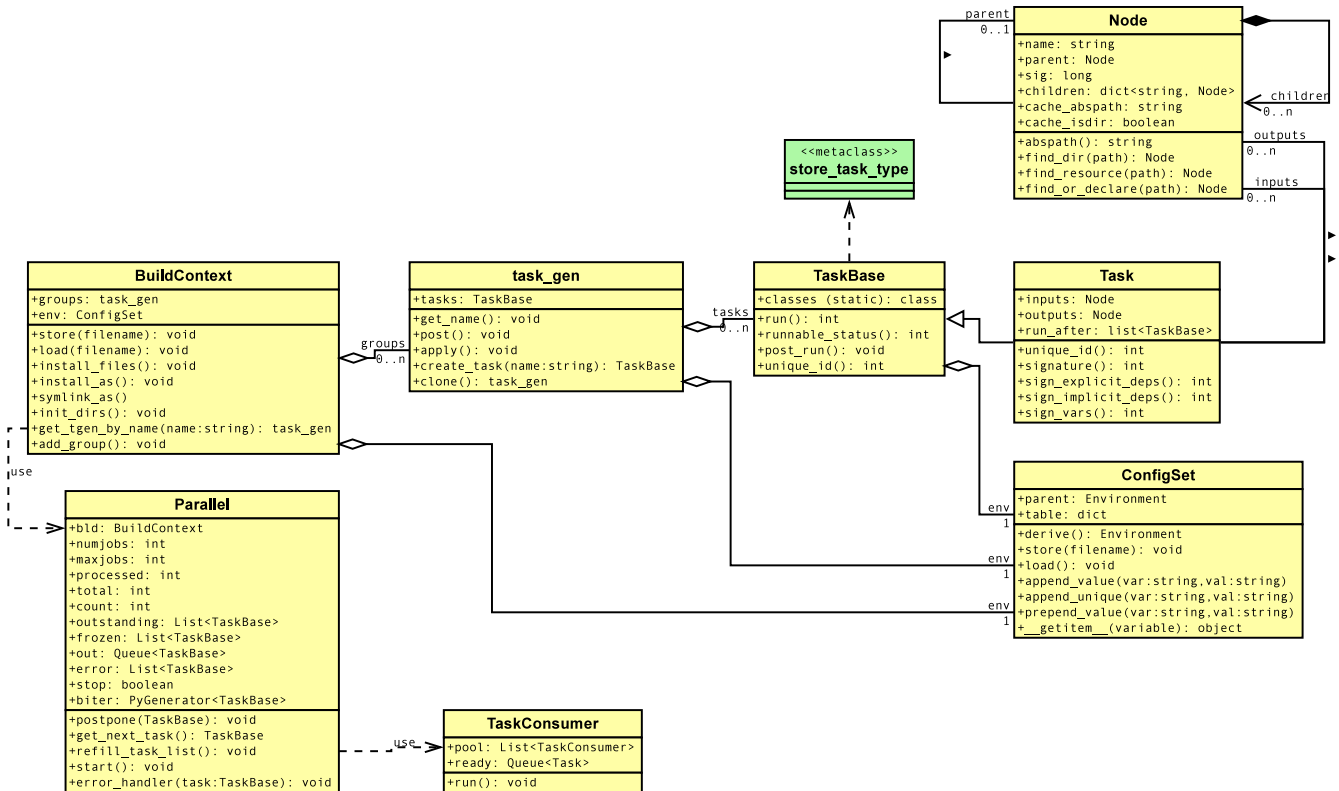 Node
+name: string
+parent: Node
+sig: long
+children: dict<string, Node>
+cache_abspath: string
+cache_isdir: boolean
+abspath(): string
+find_dir(path): Node
+find_resource(path): Node
+find_or_declare(path): Node
parent
0..1
children
0..n
outputs
0..n
inputs
0..n
<<metaclass>>
store_task_type
BuildContext
+groups: task_gen
+env: ConfigSet
+store(filename): void
+load(filename): void
+install_files(): void
+install_as(): void
+symlink_as()
+init_dirs(): void
+get_tgen_by_name(name:string): task_gen
+add_group(): void
groups
0..n
task_gen
+tasks: TaskBase
+get_name(): void
+post(): void
+apply(): void
+create_task(name:string): TaskBase
+clone(): task_gen
tasks
0..n
TaskBase
+classes (static): class
+run(): int
+runnable_status(): int
+post_run(): void
+unique_id(): int
Task
+inputs: Node
+outputs: Node
+run_after: list<TaskBase>
+unique_id(): int
+signature(): int
+sign_explicit_deps(): int
+sign_implicit_deps(): int
+sign_vars(): int
use
Parallel
+bld: BuildContext
+numjobs: int
+maxjobs: int
+processed: int
+total: int
+count: int
+outstanding: List<TaskBase>
+frozen: List<TaskBase>
+out: Queue<TaskBase>
+error: List<TaskBase>
+stop: boolean
+biter: PyGenerator<TaskBase>
+postpone(TaskBase): void
+get_next_task(): TaskBase
+refill_task_list(): void
+start(): void
+error_handler(task:TaskBase): void
use
TaskConsumer
+pool: List<TaskConsumer>
+ready: Queue<Task>
+run(): void
env
1
env
1
env
1
ConfigSet
+parent: Environment
+table: dict
+derive(): Environment
+store(filename): void
+load(): void
+append_value(var:string,val:string)
+append_unique(var:string,val:string)
+prepend_value(var:string,val:string)
+__getitem__(variable): object